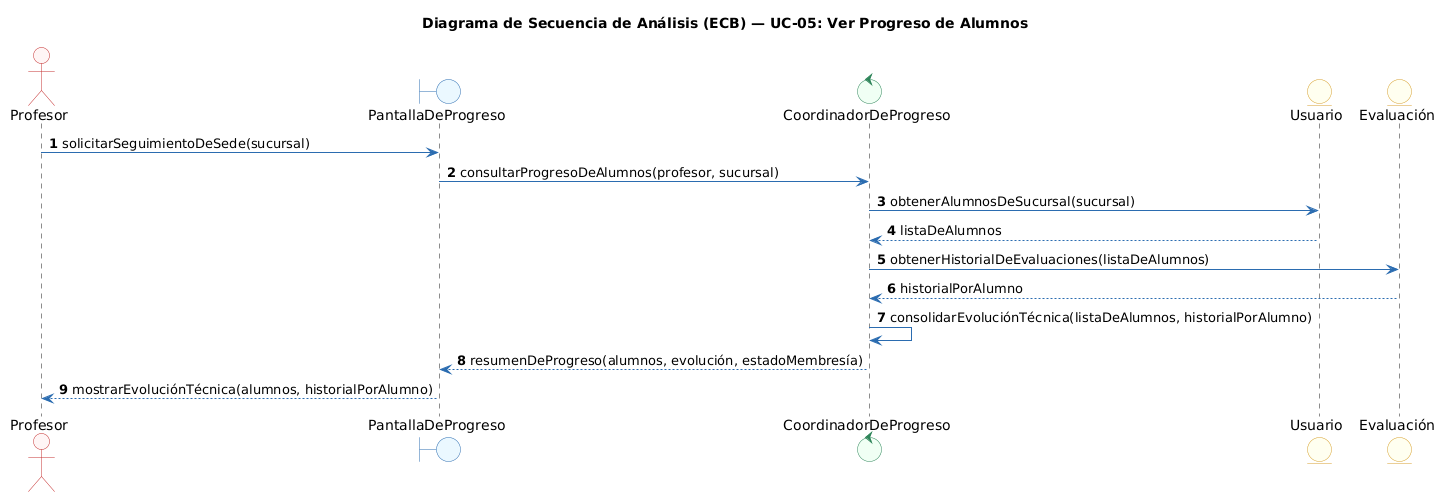 Diagrama de Secuencia de Análisis (ECB) — UC-05: Ver Progreso de Alumnos
Profesor PantallaDeProgreso CoordinadorDeProgreso Usuario Evaluación
1 solicitarSeguimientoDeSede(sucursal)
2 consultarProgresoDeAlumnos(profesor, sucursal)
3 obtenerAlumnosDeSucursal(sucursal)
4 listaDeAlumnos
5 obtenerHistorialDeEvaluaciones(listaDeAlumnos)
6 historialPorAlumno
7 consolidarEvoluciónTécnica(listaDeAlumnos, historialPorAlumno)
8 resumenDeProgreso(alumnos, evolución, estadoMembresía)
9 mostrarEvoluciónTécnica(alumnos, historialPorAlumno)
Profesor PantallaDeProgreso CoordinadorDeProgreso Usuario Evaluación